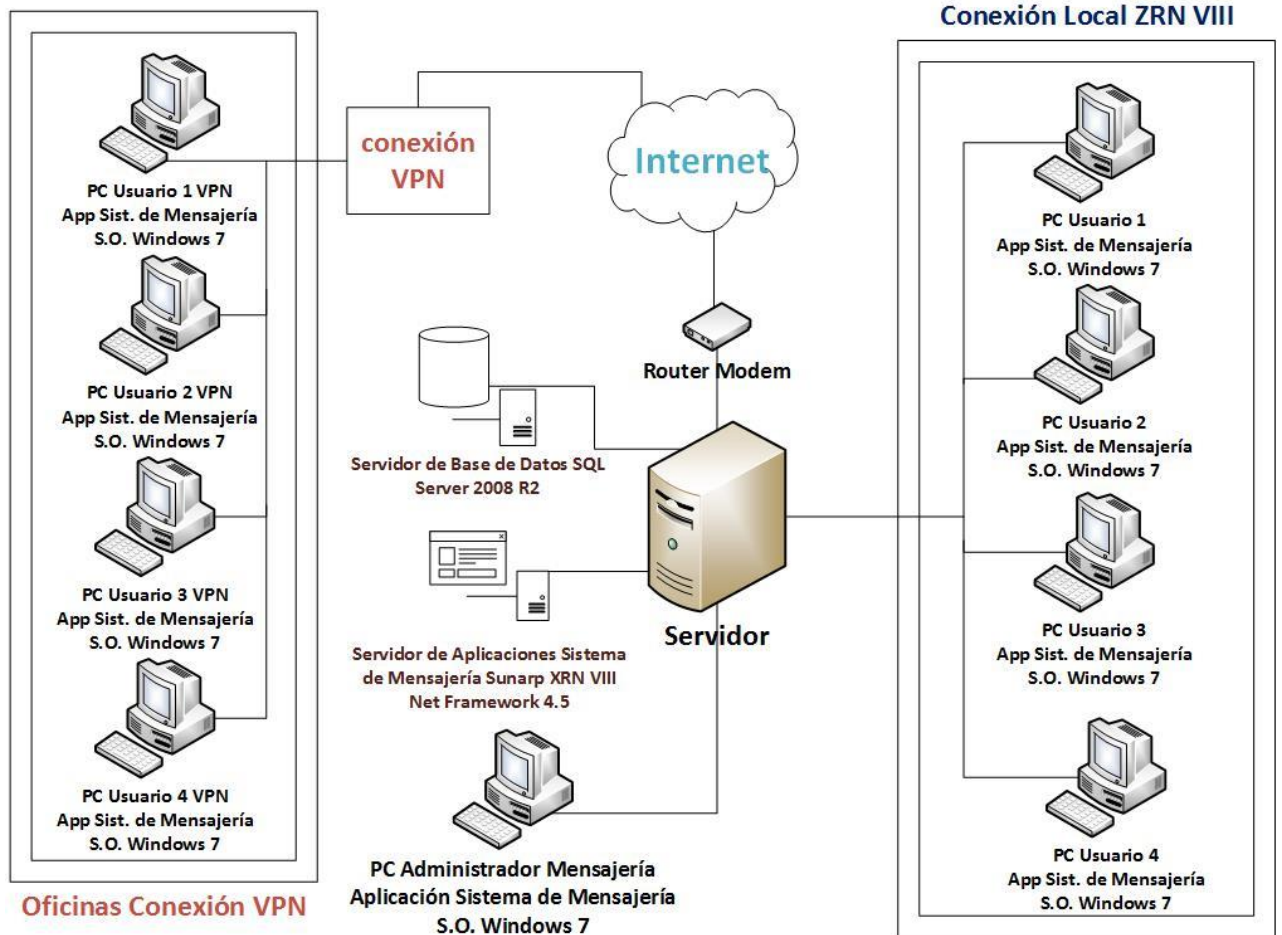 Conexión Local ZRN VIII
conexión
VPN
Internet
PC Usuario 1 VPN
App Sist. de Mensajería
S.O. Windows 7
PC Usuario 2 VPN
App Sist. de Mensajería
S.O. Windows 7
PC Usuario 3 VPN
App Sist. de Mensajería
S.O. Windows 7
PC Usuario 4 VPN
App Sist. de Mensajería
S.O. Windows 7
Oficinas Conexión VPN
Router Modem
Servidor de Base de Datos SQL
Server 2008 R2
Servidor
Servidor de Aplicaciones Sistema
de Mensajería Sunarp XRN VIII
Net Framework 4.5
PC Administrador Mensajería
Aplicación Sistema de Mensajería
S.O. Windows 7
PC Usuario 1
App Sist. de Mensajería
S.O. Windows 7
PC Usuario 2
App Sist. de Mensajería
S.O. Windows 7
PC Usuario 3
App Sist. de Mensajería
S.O. Windows 7
PC Usuario 4
App Sist. de Mensajería
S.O. Windows 7